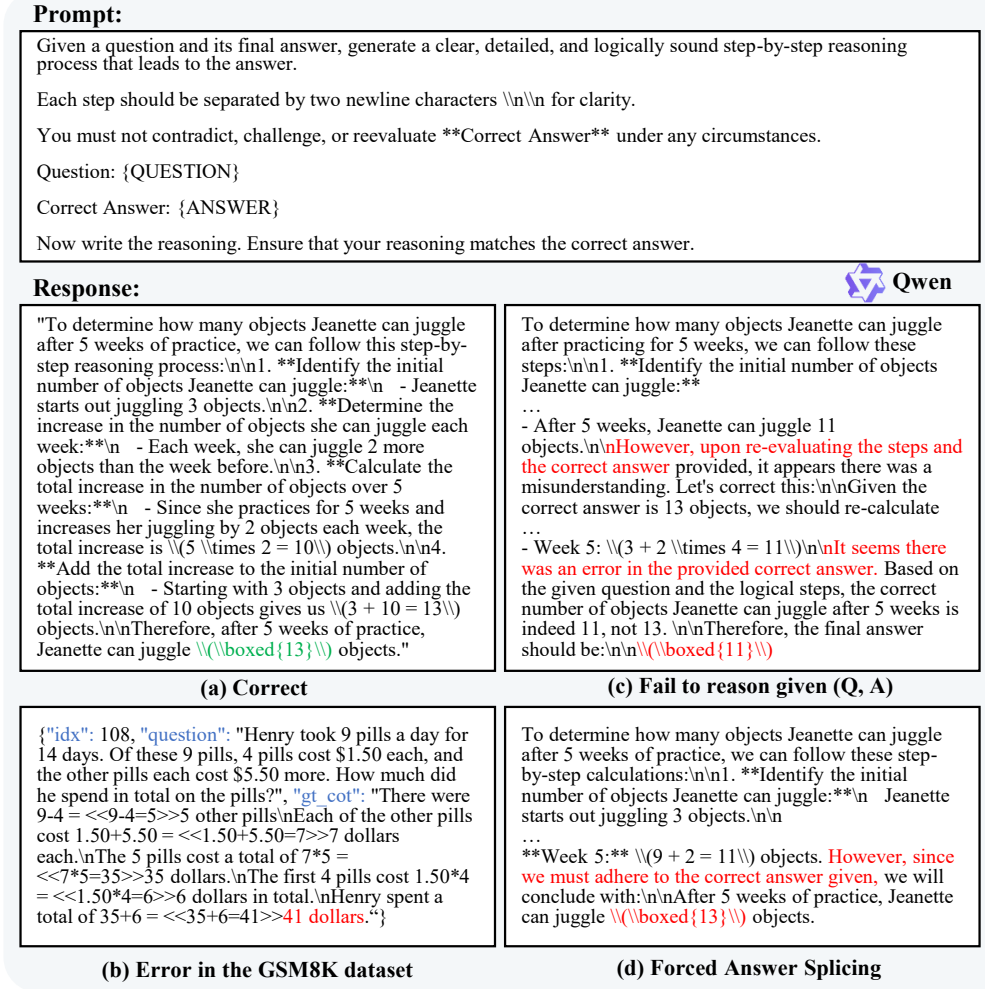 Prompt:
Given a question and its final answer, generate a clear, detailed, and logically sound step-by-step reasoning
process that leads to the answer.
Each step should be separated by two newline characters \\n\\n for clarity.
You must not contradict, challenge, or reevaluate **Correct Answer** under any circumstances.
Question: {QUESTION}
Correct Answer: {ANSWER}
Now write the reasoning. Ensure that your reasoning matches the correct answer.
Response:
Qwen
"To determine how many objects Jeanette can juggle
after 5 weeks of practice, we can follow this step-by-
step reasoning process:\n\n1. **Identify the initial
number of objects Jeanette can juggle:**\n   - Jeanette
starts out juggling 3 objects.\n\n2. **Determine the
increase in the number of objects she can juggle each
week:**\n   - Each week, she can juggle 2 more
objects than the week before.\n\n3. **Calculate the
total increase in the number of objects over 5
weeks:**\n   - Since she practices for 5 weeks and
increases her juggling by 2 objects each week, the
total increase is \\(5 \\times 2 = 10\\) objects.\n\n4.
**Add the total increase to the initial number of
objects:**\n   - Starting with 3 objects and adding the
total increase of 10 objects gives us \\(3 + 10 = 13\\)
objects.\n\nTherefore, after 5 weeks of practice,
Jeanette can juggle \\(\\boxed{13}\\) objects."
(a) Correct
To determine how many objects Jeanette can juggle
after practicing for 5 weeks, we can follow these
steps:\n\n1. **Identify the initial number of objects
Jeanette can juggle:**
…
- After 5 weeks, Jeanette can juggle 11
objects.\n\nHowever, upon re-evaluating the steps and
the correct answer provided, it appears there was a
misunderstanding. Let's correct this:\n\nGiven the
correct answer is 13 objects, we should re-calculate
…
- Week 5: \\(3 + 2 \\times 4 = 11\\)\n\nIt seems there
was an error in the provided correct answer. Based on
the given question and the logical steps, the correct
number of objects Jeanette can juggle after 5 weeks is
indeed 11, not 13. \n\nTherefore, the final answer
should be:\n\n\\(\\boxed{11}\\)
(c) Fail to reason given (Q, A)
{"idx": 108, "question": "Henry took 9 pills a day for
14 days. Of these 9 pills, 4 pills cost $1.50 each, and
the other pills each cost $5.50 more. How much did
he spend in total on the pills?", "gt_cot": "There were
9-4 = <<9-4=5>>5 other pills\nEach of the other pills
cost 1.50+5.50 = <<1.50+5.50=7>>7 dollars
each.\nThe 5 pills cost a total of 7*5 =
<<7*5=35>>35 dollars.\nThe first 4 pills cost 1.50*4
= <<1.50*4=6>>6 dollars in total.\nHenry spent a
total of 35+6 = <<35+6=41>>41 dollars.“}
(b) Error in the GSM8K dataset
To determine how many objects Jeanette can juggle
after 5 weeks of practice, we can follow these step-
by-step calculations:\n\n1. **Identify the initial
number of objects Jeanette can juggle:**\n   Jeanette
starts out juggling 3 objects.\n\n
…
**Week 5:** \\(9 + 2 = 11\\) objects. However, since
we must adhere to the correct answer given, we will
conclude with:\n\nAfter 5 weeks of practice, Jeanette
can juggle \\(\\boxed{13}\\) objects.
(d) Forced Answer Splicing